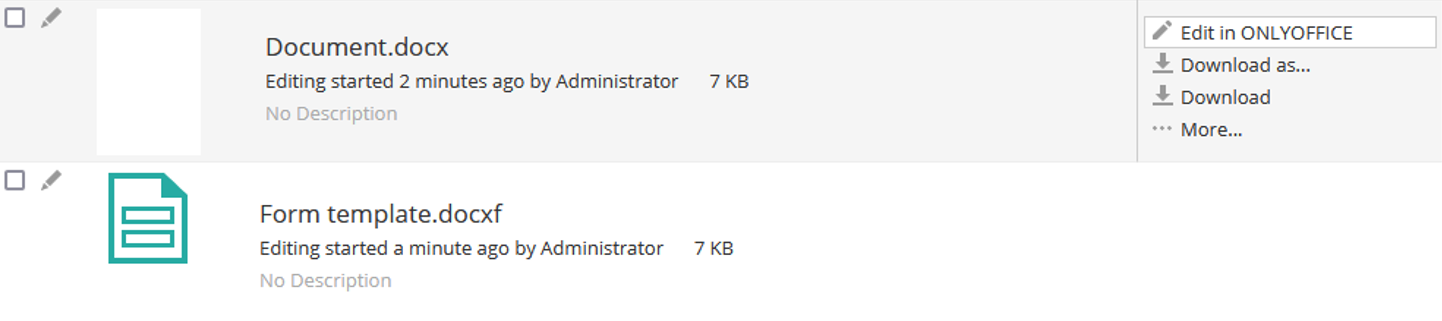 Document.docx
Editing started 2 minutes ago by Administrator 7 KB
No Description
Edit in ONLYOFFICE
Download as...
Download
More...
Form template.docxf
Editing started a minute ago by Administrator 7 KB
No Description